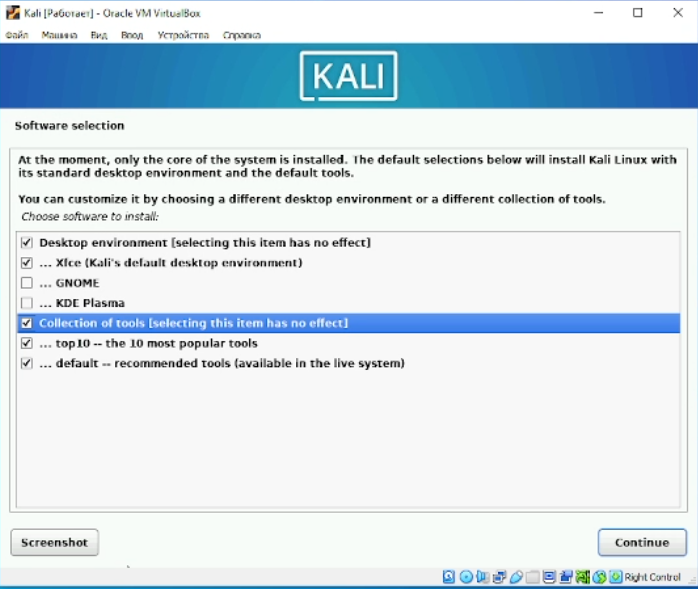 Kali [Работает] - Oracle VM VirtualBox
Файл Машина Вид Ввод Устройства Справка
KALI
Software selection
At the moment, only the core of the system is installed. The default selections below will install Kali Linux with
its standard desktop environment and the default tools.
You can customize it by choosing a different desktop environment or a different collection of tools.
Choose software to install:
Desktop environment [selecting this item has no effect]
... Xfce (Kali's default desktop environment)
... GNOME
... KDE Plasma
Collection of tools [selecting this item has no effect]
... top10 -- the 10 most popular tools
... default -- recommended tools (available in the live system)
Screenshot Continue
Right Control